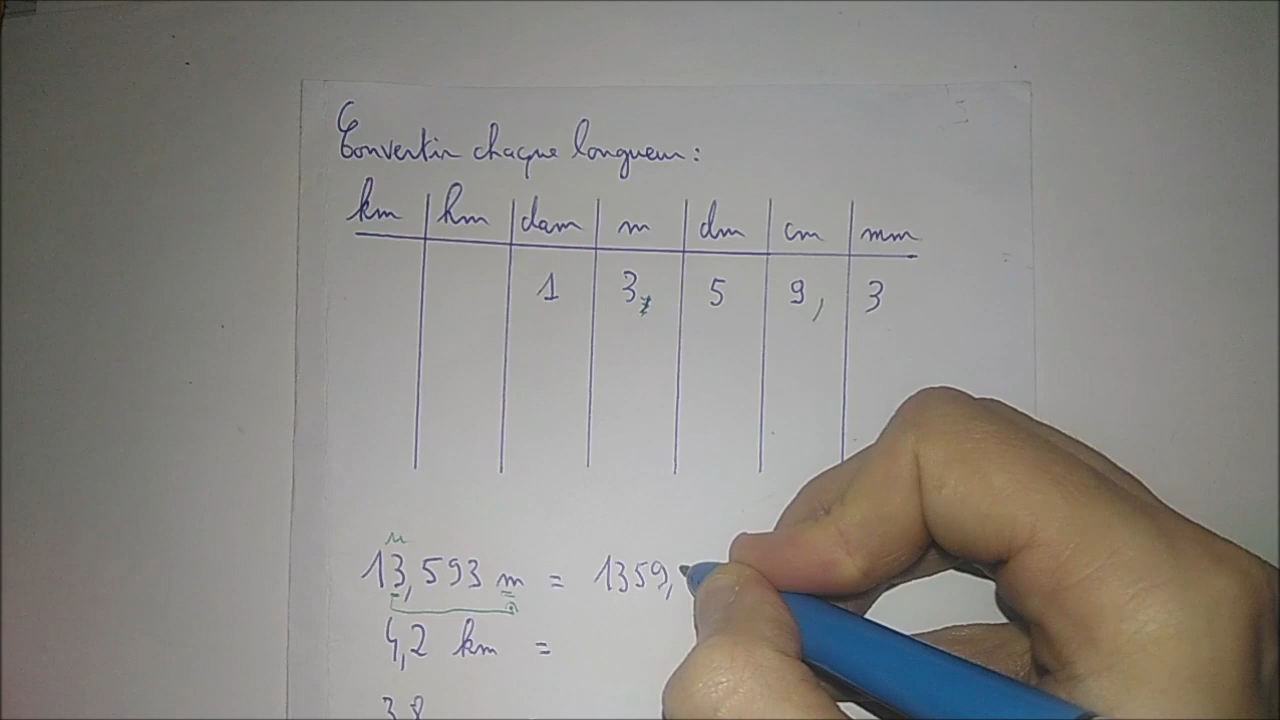 Convertir chaque longueur :
km hm dam m dm cm mm
1 3, 5 9, 3
u
13,593 m = 1359,
4,2 km =
38